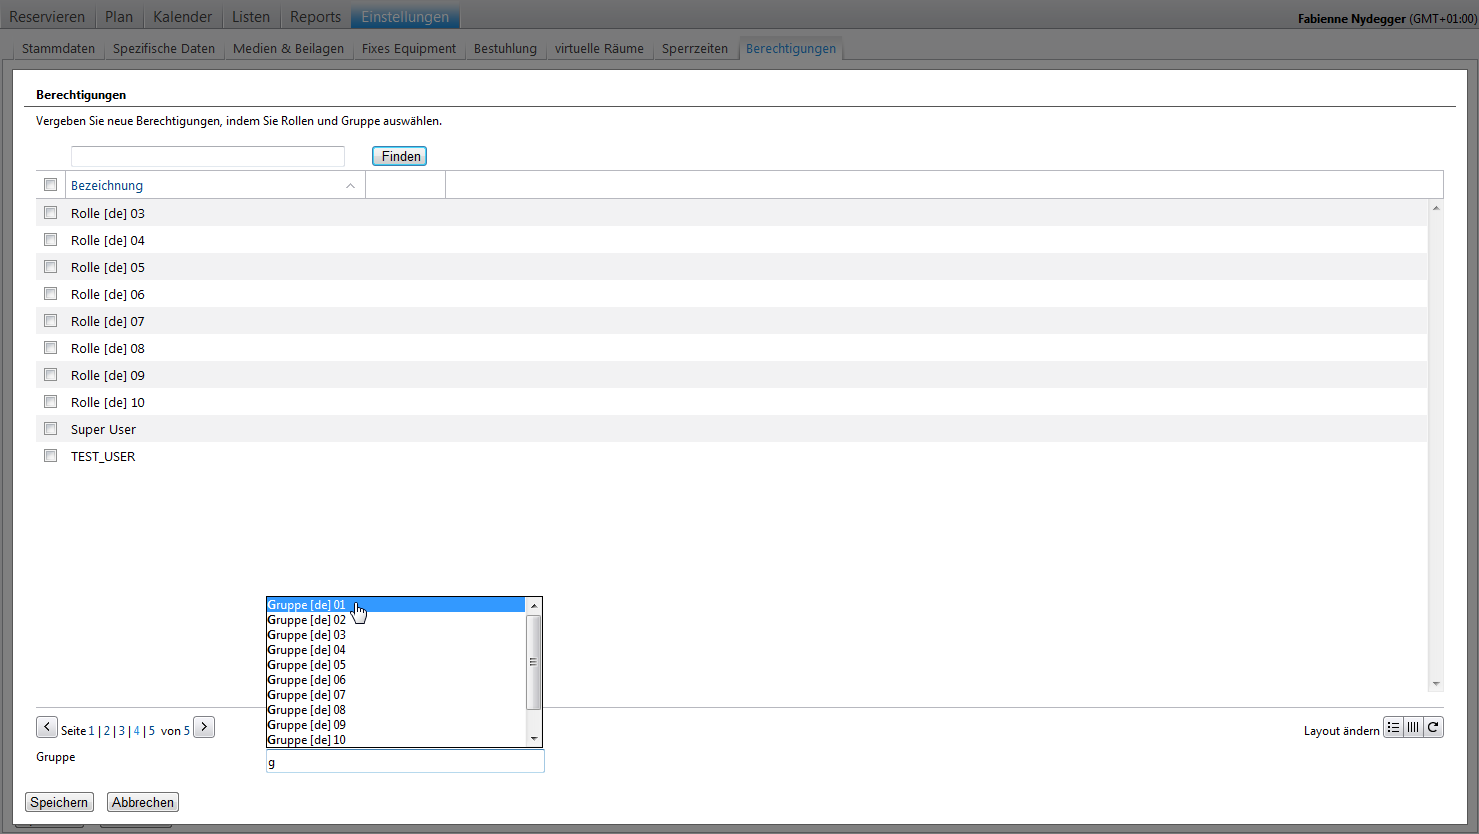 Reservieren Plan Kalender Listen Reports Einstellungen Fabienne Nydegger (GMT+01:00)
Stammdaten Spezifische Daten Medien & Beilagen Fixes Equipment Bestuhlung virtuelle Räume Sperrzeiten Berechtigungen
Berechtigungen
Vergeben Sie neue Berechtigungen, indem Sie Rollen und Gruppe auswählen.
Finden
Bezeichnung
Rolle [de] 03
Rolle [de] 04
Rolle [de] 05
Rolle [de] 06
Rolle [de] 07
Rolle [de] 08
Rolle [de] 09
Rolle [de] 10
Super User
TEST_USER
Gruppe [de] 01
Gruppe [de] 02
Gruppe [de] 03
Gruppe [de] 04
Gruppe [de] 05
Gruppe [de] 06
Gruppe [de] 07
Gruppe [de] 08
Gruppe [de] 09
Gruppe [de] 10
Seite 1 | 2 | 3 | 4 | 5 von 5 Layout ändern
Gruppe g
Speichern Abbrechen